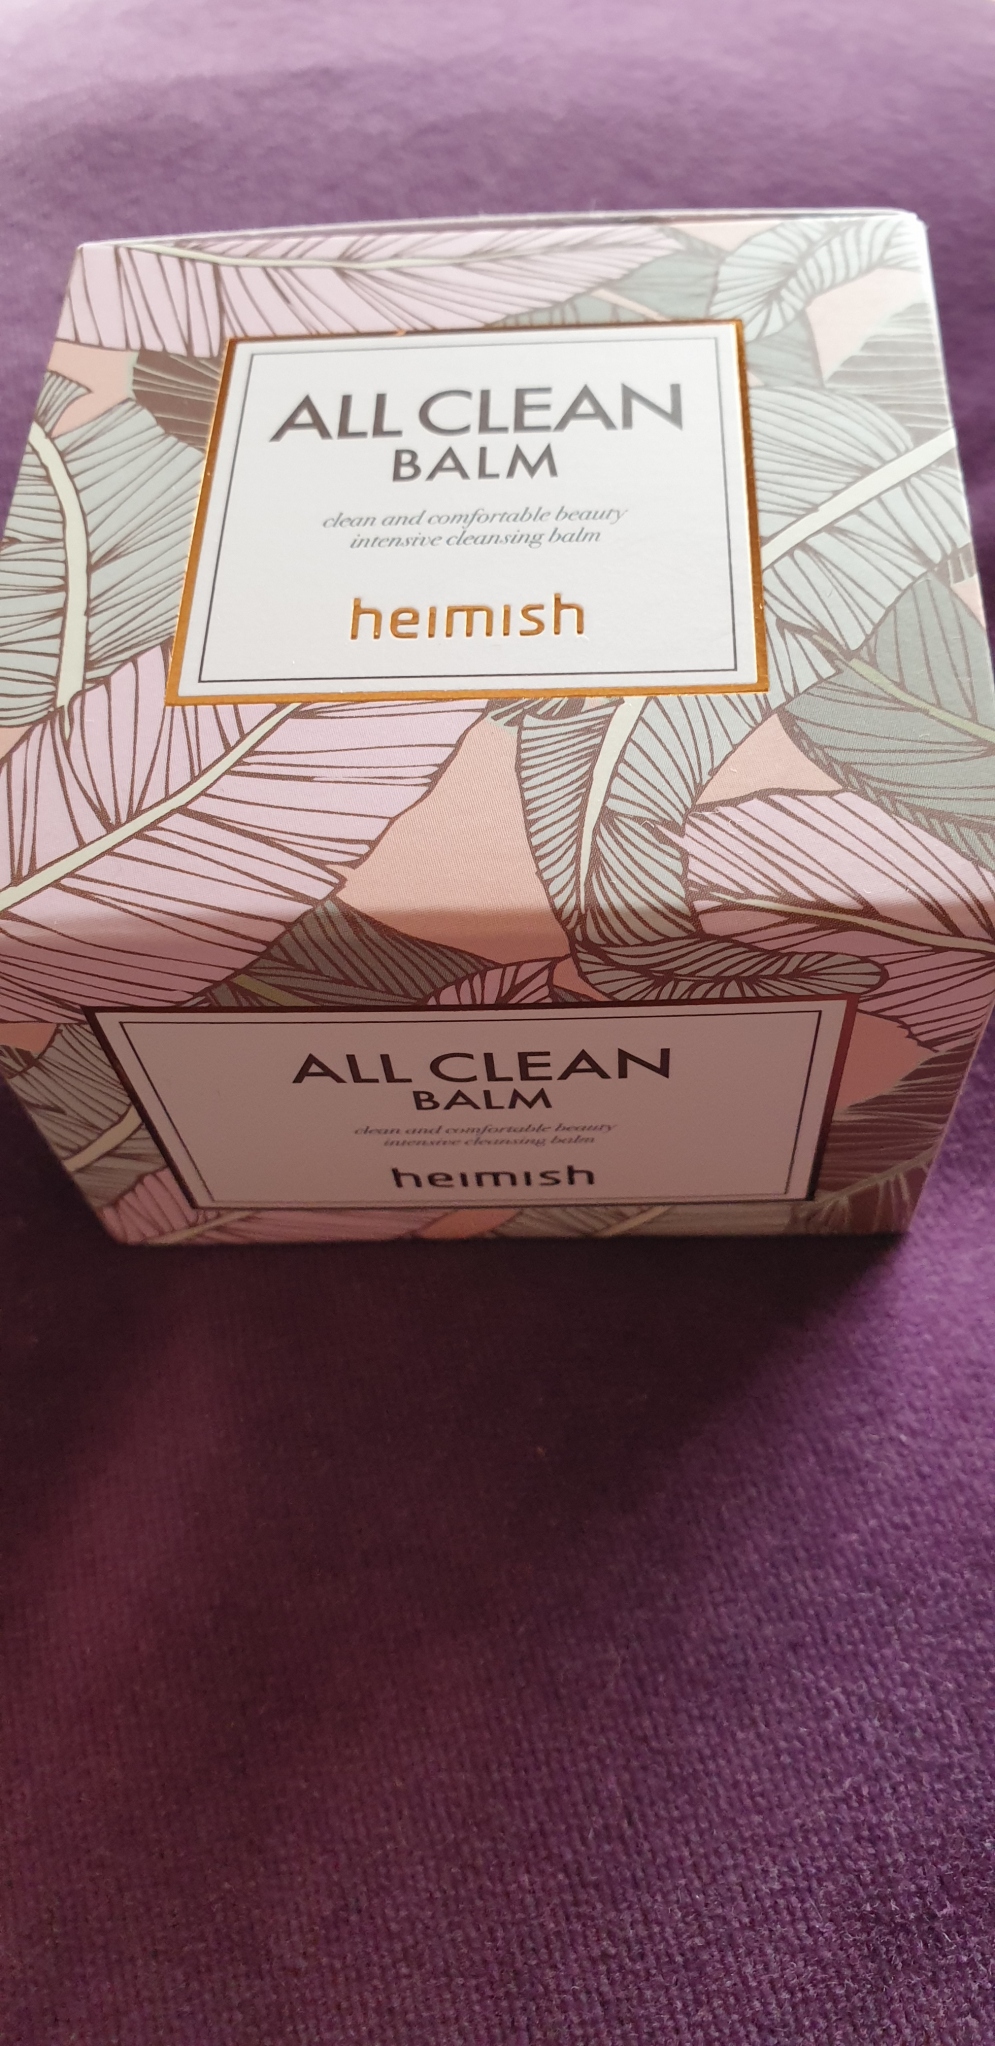 ALL CLEAN
BALM
clean and comfortable beauty
intensive cleansing balm
heimish
ALL CLEAN
BALM
clean and comfortable beauty
intensive cleansing balm
heimish